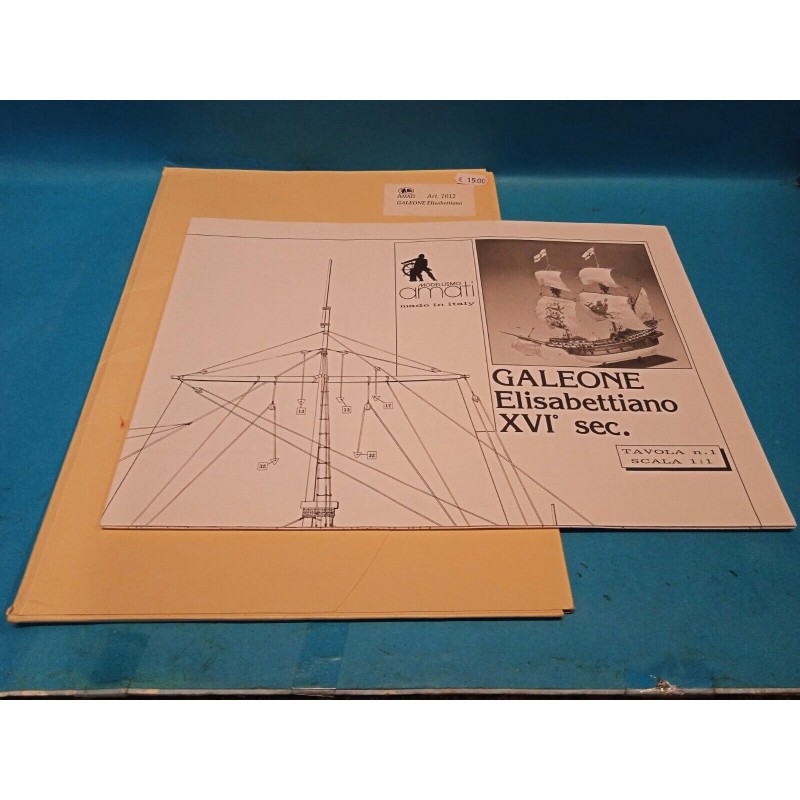 € 15.00
AMATI Art. 1012
GALEONE Elisabettiano
MODELLISMO
amati
made in italy
GALEONE
Elisabettiano
XVI° sec.
TAVOLA n.1
SCALA 1:1